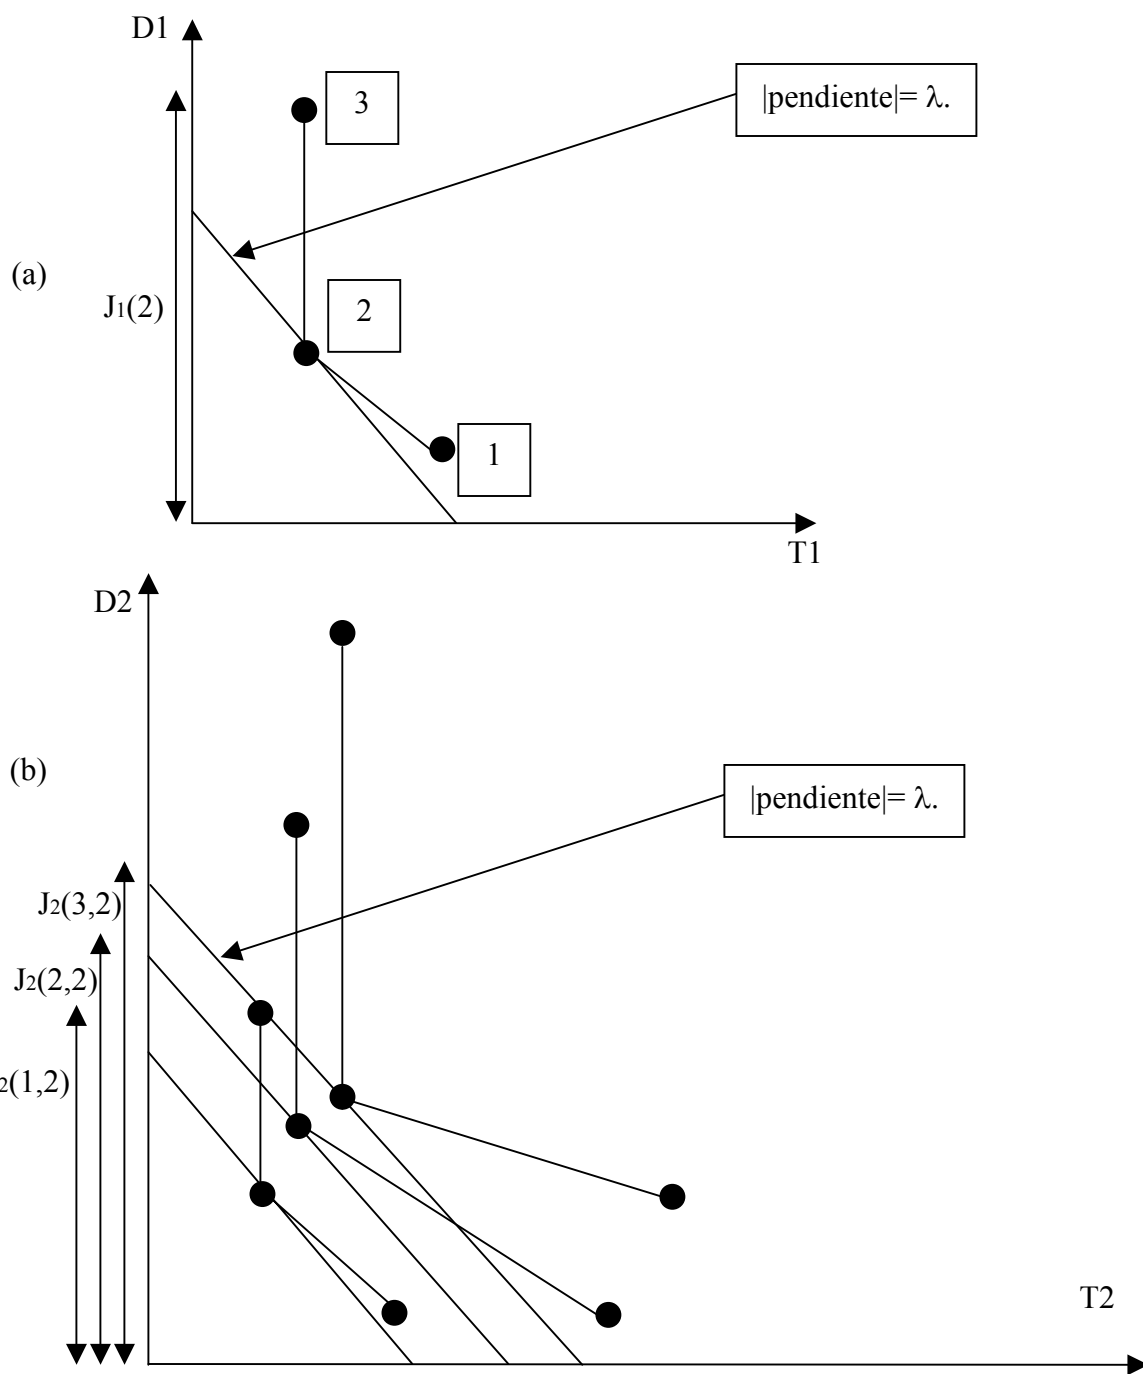 D1
3
|pendiente|= λ.
(a)
J1(2)
2
1
T1
D2
(b)
|pendiente|= λ.
J2(3,2)
J2(2,2)
2(1,2)
T2